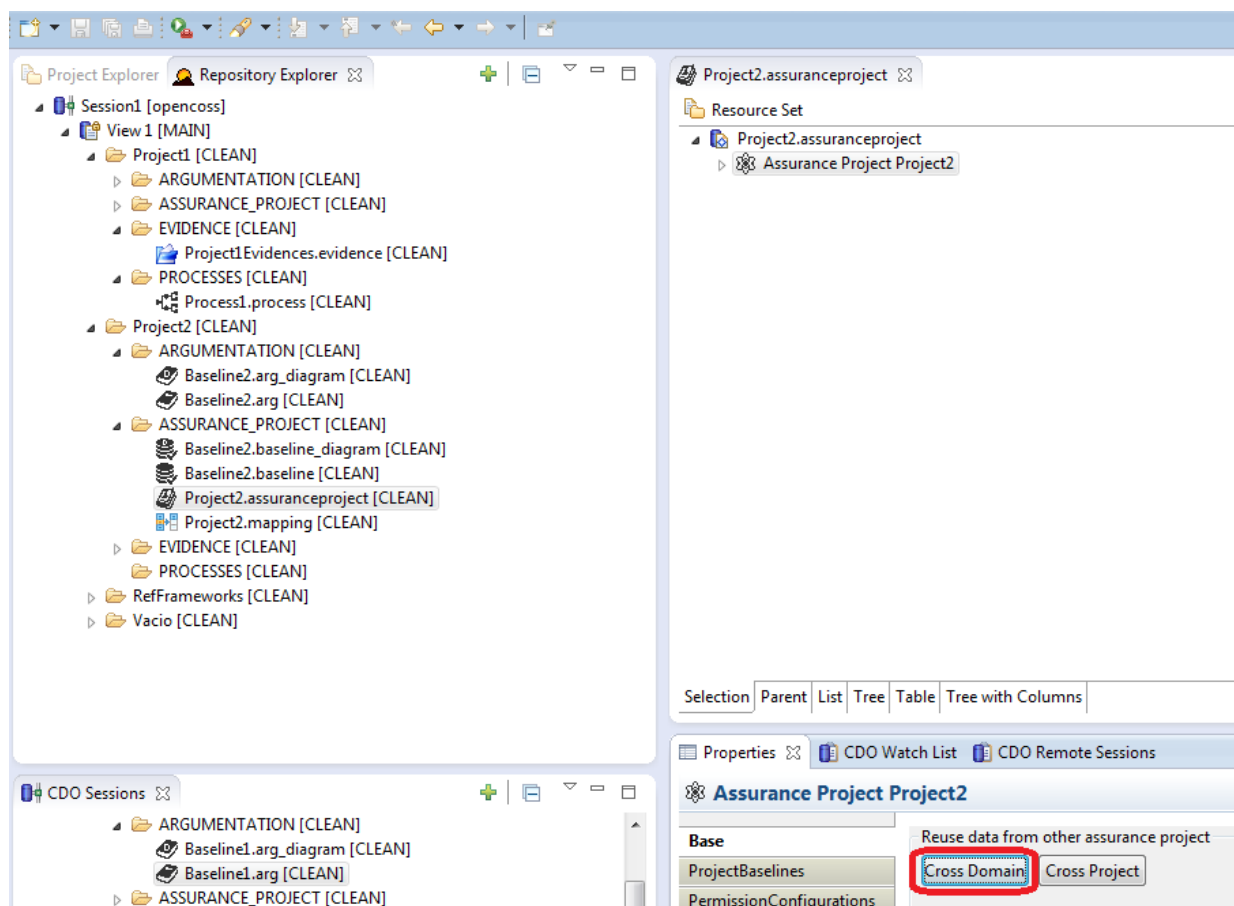 Project Explorer
Repository Explorer
Session1 [opencoss]
View 1 [MAIN]
Project1 [CLEAN]
ARGUMENTATION [CLEAN]
ASSURANCE_PROJECT [CLEAN]
EVIDENCE [CLEAN]
Project1Evidences.evidence [CLEAN]
PROCESSES [CLEAN]
Process1.process [CLEAN]
Project2 [CLEAN]
ARGUMENTATION [CLEAN]
Baseline2.arg_diagram [CLEAN]
Baseline2.arg [CLEAN]
ASSURANCE_PROJECT [CLEAN]
Baseline2.baseline_diagram [CLEAN]
Baseline2.baseline [CLEAN]
Project2.assuranceproject [CLEAN]
Project2.mapping [CLEAN]
EVIDENCE [CLEAN]
PROCESSES [CLEAN]
RefFrameworks [CLEAN]
Vacio [CLEAN]
CDO Sessions
ARGUMENTATION [CLEAN]
Baseline1.arg_diagram [CLEAN]
Baseline1.arg [CLEAN]
ASSURANCE_PROJECT [CLEAN]
Project2.assuranceproject
Resource Set
Project2.assuranceproject
Assurance Project Project2
Selection Parent List Tree Table Tree with Columns
Properties CDO Watch List CDO Remote Sessions
Assurance Project Project2
Base
ProjectBaselines
PermissionConfigurations
Reuse data from other assurance project
Cross Domain Cross Project